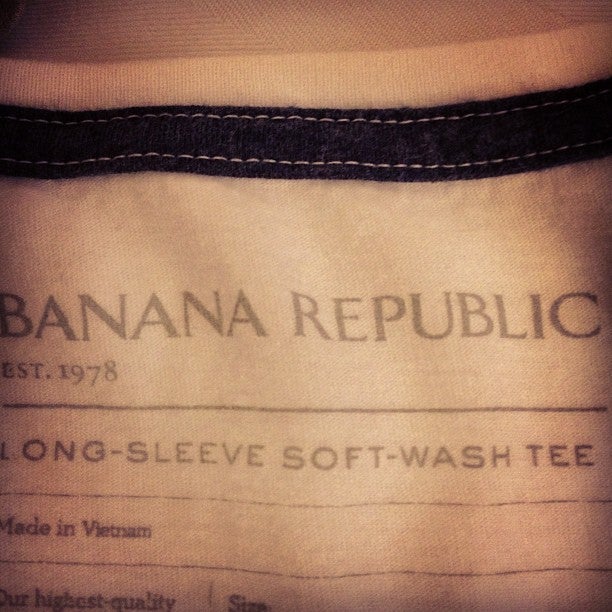 BANANA REPUBLIC
EST. 1978
LONG-SLEEVE SOFT-WASH TEE
Made in Vietnam
Our highest-quality Size